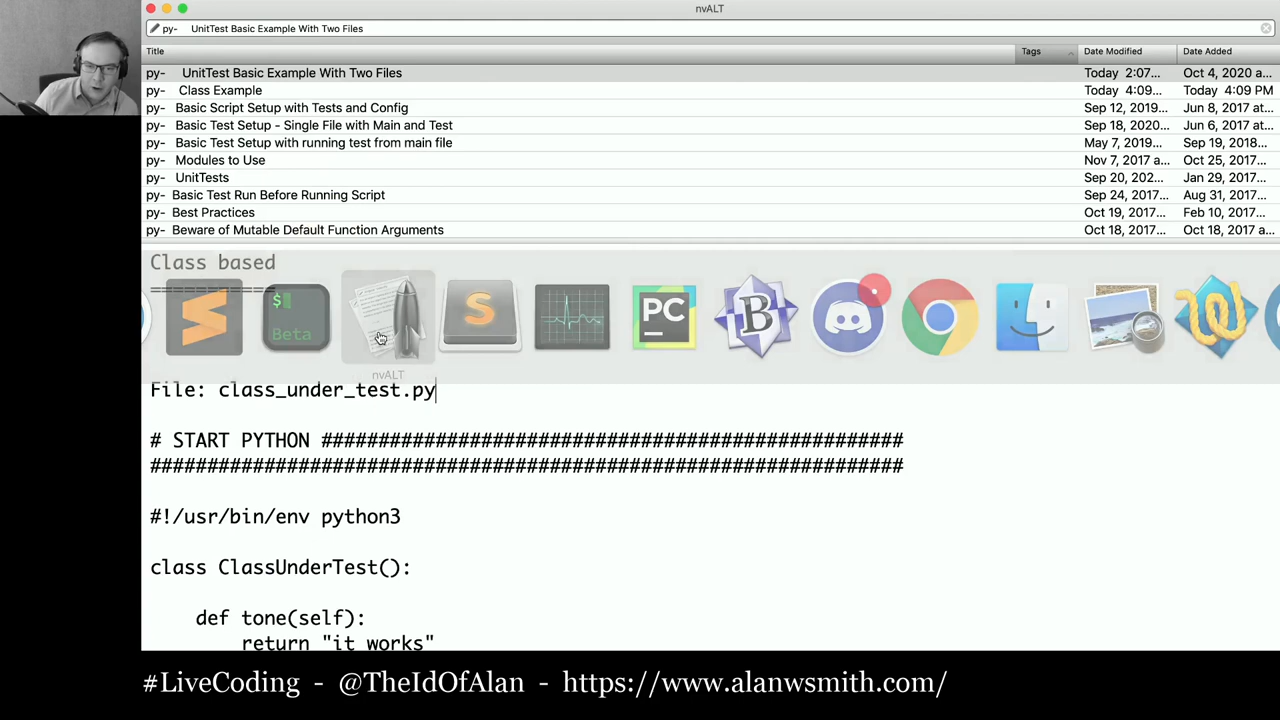 nvALT
py- UnitTest Basic Example With Two Files
Title Tags Date Modified Date Added
py- UnitTest Basic Example With Two Files Today 2:07... Oct 4, 2020 a...
py- Class Example Today 4:09... Today 4:09 PM
py- Basic Script Setup with Tests and Config Sep 12, 2019... Jun 8, 2017 at...
py- Basic Test Setup - Single File with Main and Test Sep 18, 2020... Jun 6, 2017 at...
py- Basic Test Setup with running test from main file May 7, 2019... Sep 19, 2018...
py- Modules to Use Nov 7, 2017 a... Oct 25, 2017...
py- UnitTests Sep 20, 202... Jan 29, 2017...
py- Basic Test Run Before Running Script Sep 24, 2017... Aug 31, 2017...
py- Best Practices Oct 19, 2017... Feb 10, 2017...
py- Beware of Mutable Default Function Arguments Oct 18, 2017... Oct 18, 2017 a...
Class based
===========
$
Beta
S
PC
B
nvALT
File: class_under_test.py
# START PYTHON ###################################################
##################################################################
#!/usr/bin/env python3
class ClassUnderTest():
def tone(self):
return "it works"
#LiveCoding - @TheIdOfAlan - https://www.alanwsmith.com/